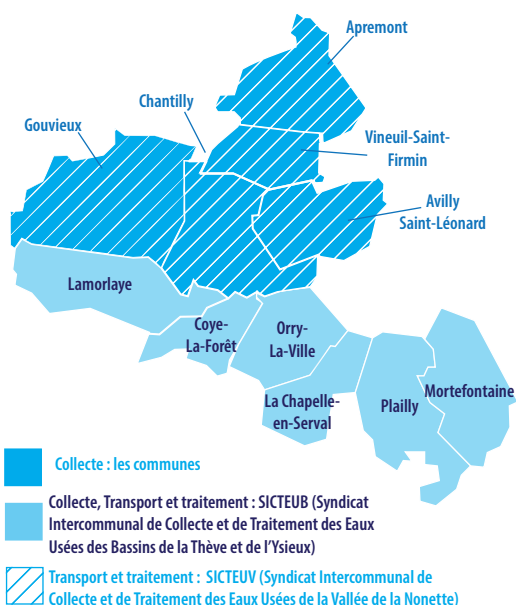 Apremont
Chantilly
Gouvieux
Vineuil-Saint-
Firmin
Avilly
Saint-Léonard
Lamorlaye
Coye-
La-Forêt
Orry-
La-Ville
La Chapelle-
en-Serval
Plailly
Mortefontaine
Collecte : les communes
Collecte, Transport et traitement : SICTEUB (Syndicat
Intercommunal de Collecte et de Traitement des Eaux
Usées des Bassins de la Thève et de l'Ysieux)
Transport et traitement : SICTEUV (Syndicat Intercommunal de
Collecte et de Traitement des Eaux Usées de la Vallée de la Nonette)